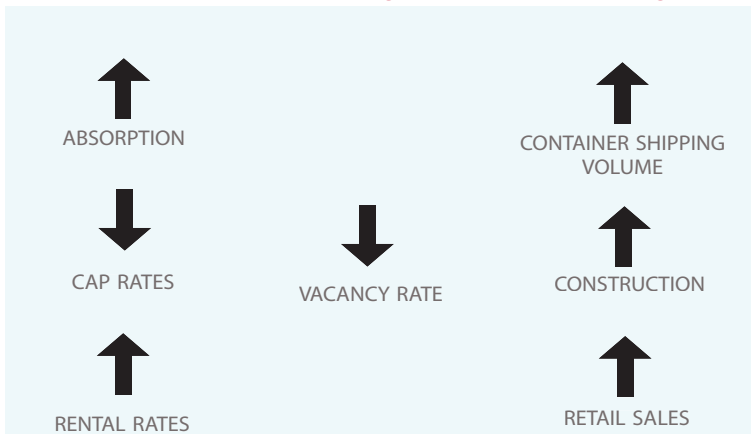 ABSORPTION
CONTAINER SHIPPING
VOLUME
CAP RATES
VACANCY RATE
CONSTRUCTION
RENTAL RATES
RETAIL SALES